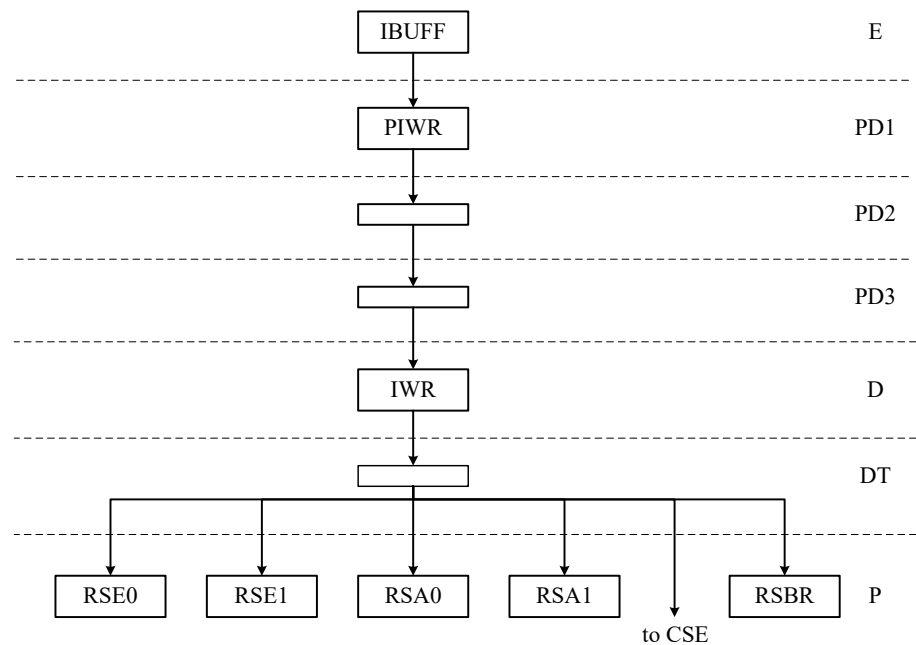 IBUFF E
PIWR PD1
PD2
PD3
IWR D
DT
RSE0 RSE1 RSA0 RSA1 RSBR P
to CSE